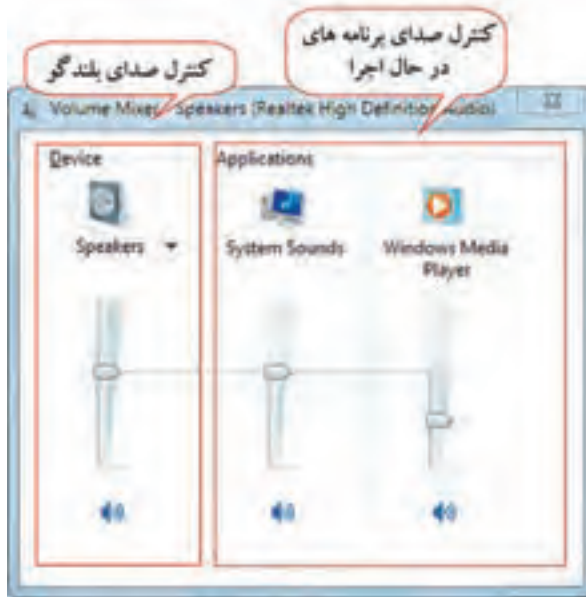 کنترل صدای برنامه های
در حال اجرا
کنترل صدای بلندگو
Volume Mixer - Speakers (Realtek High Definition Audio)
Device
Applications
Speakers
System Sounds
Windows Media
Player